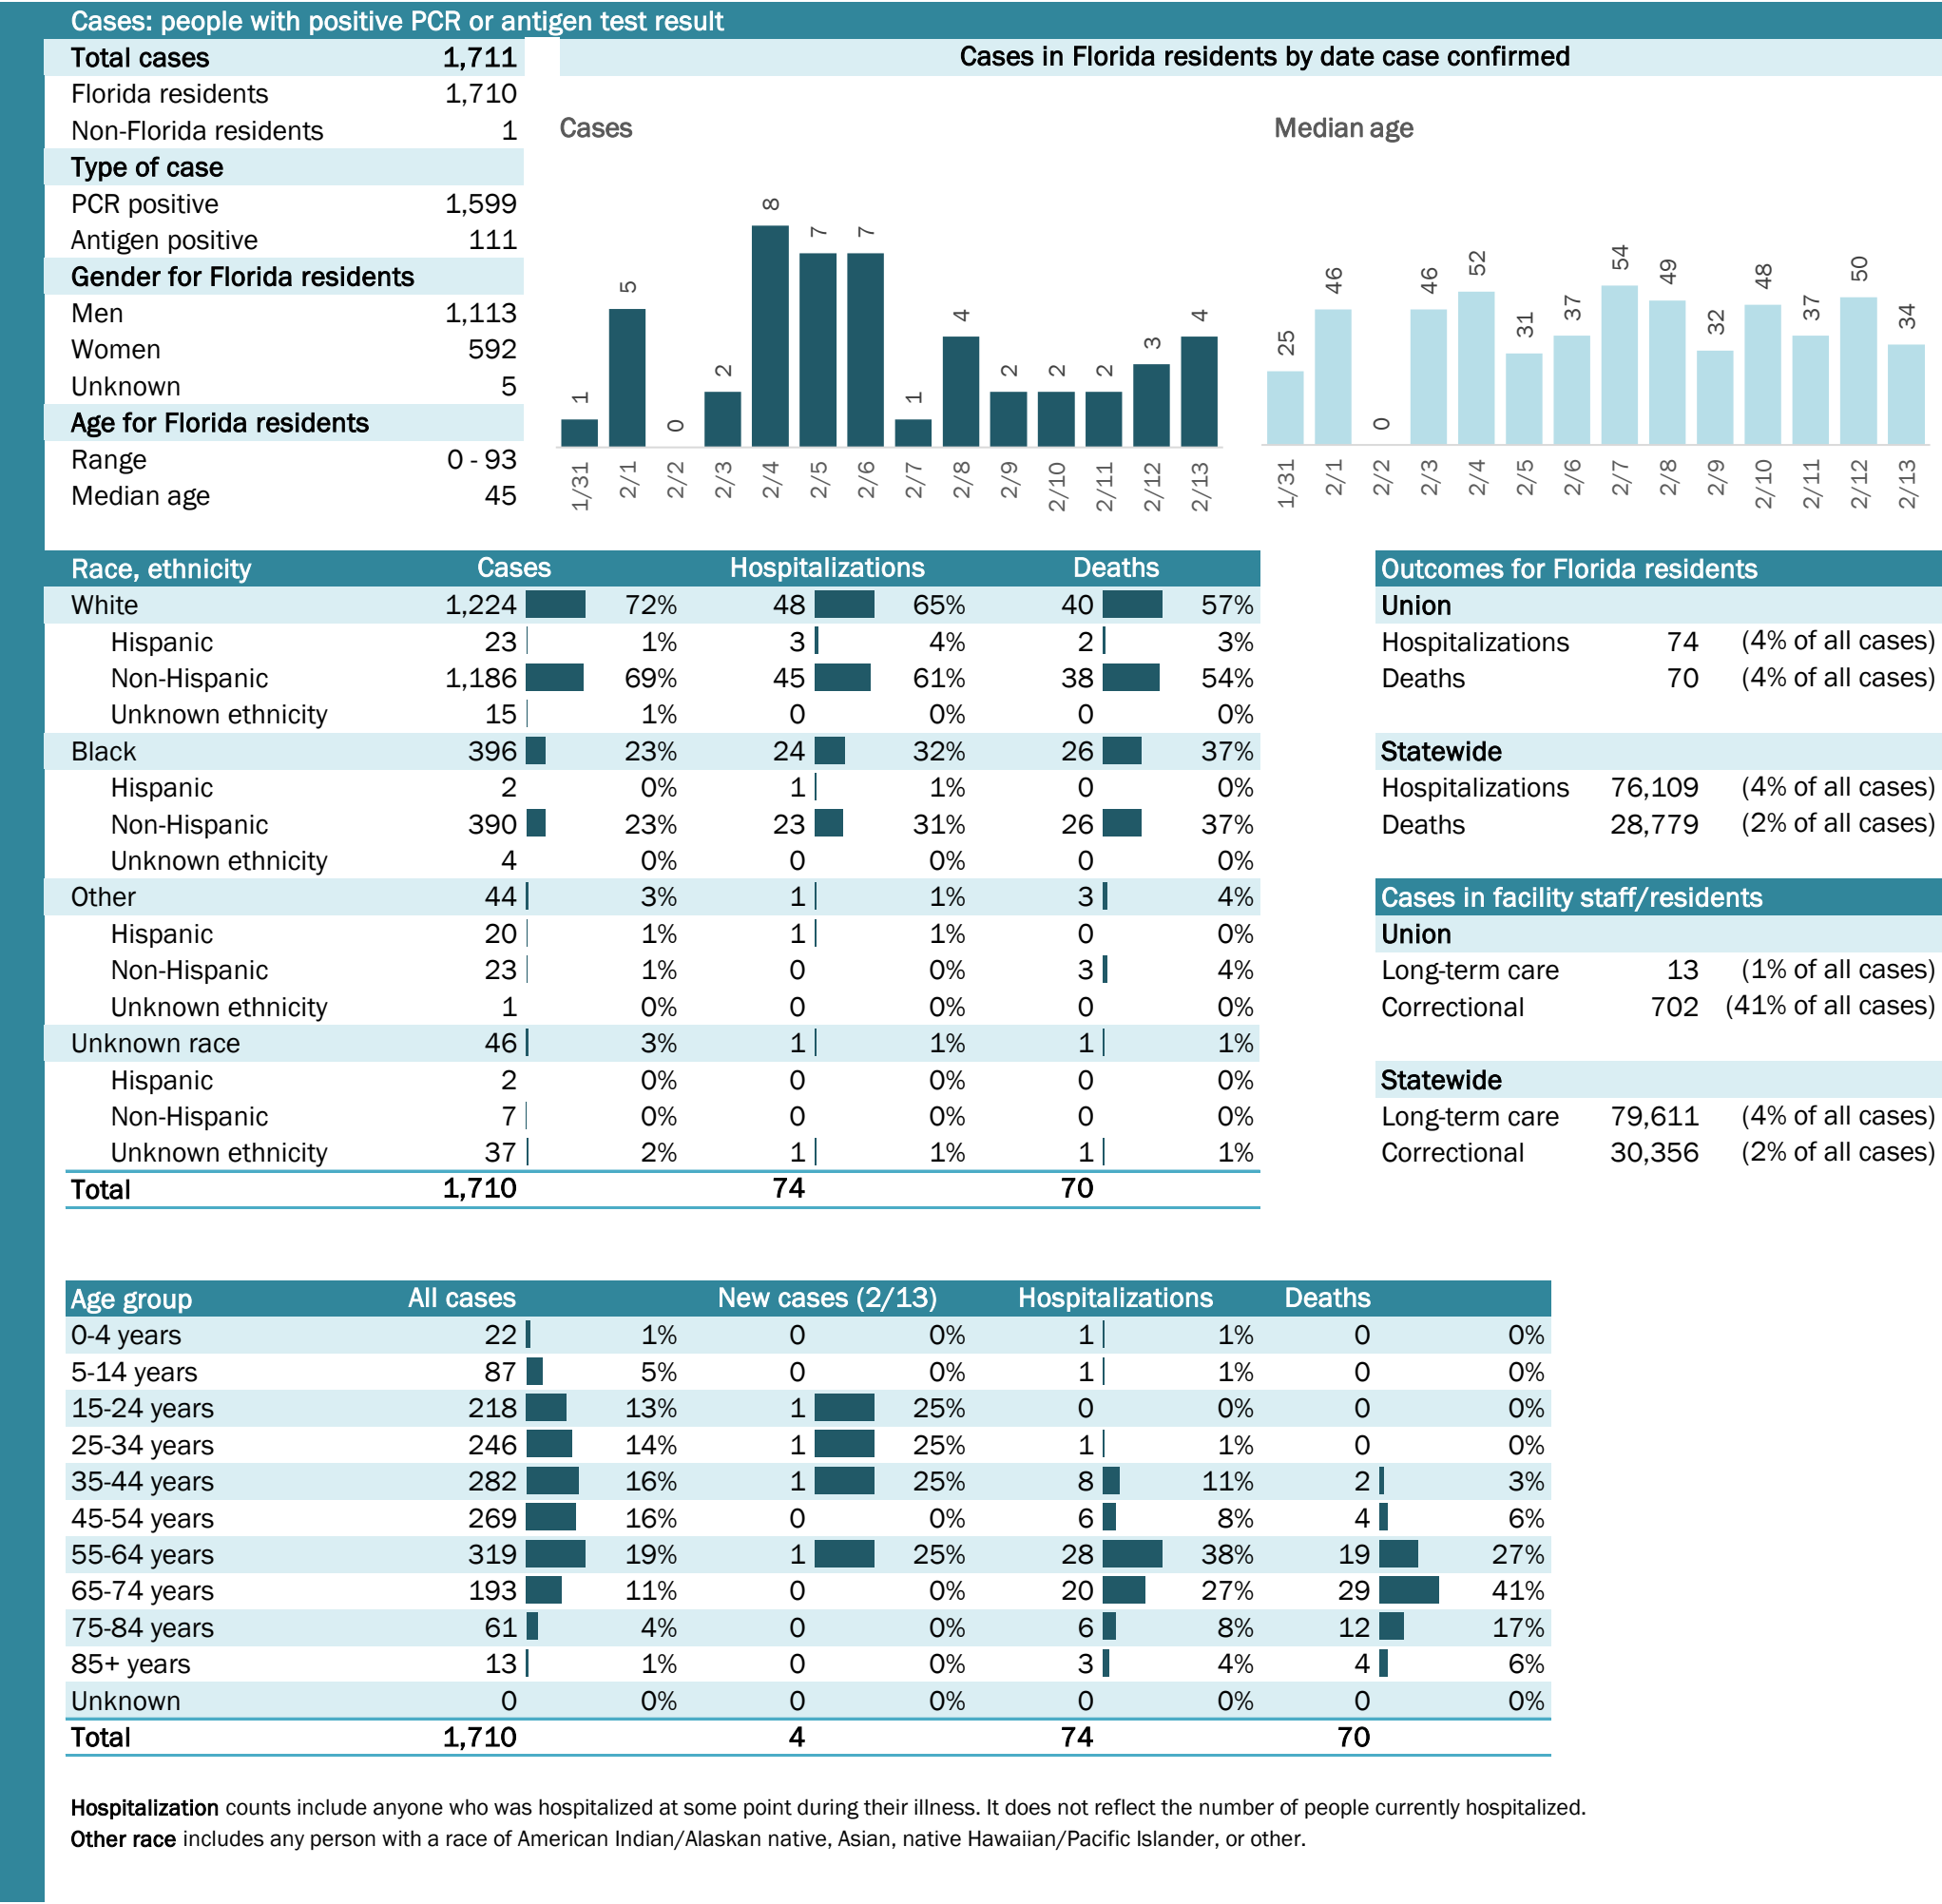 Cases: people with positive PCR or antigen test result
Total cases 1,711
Florida residents 1,710
Non-Florida residents 1
Type of case
PCR positive 1,599
Antigen positive 111
Gender for Florida residents
Men 1,113
Women 592
Unknown 5
Age for Florida residents
Range 0 - 93
Median age 45
Cases in Florida residents by date case confirmed
Cases
1 5 0 2 8 7 7 1 4 2 2 2 3 4
1/31 2/1 2/2 2/3 2/4 2/5 2/6 2/7 2/8 2/9 2/10 2/11 2/12 2/13
Median age
25 46 0 46 52 31 37 54 49 32 48 37 50 34
1/31 2/1 2/2 2/3 2/4 2/5 2/6 2/7 2/8 2/9 2/10 2/11 2/12 2/13
Race, ethnicity Cases Hospitalizations Deaths
White 1,224 72% 48 65% 40 57%
Hispanic 23 1% 3 4% 2 3%
Non-Hispanic 1,186 69% 45 61% 38 54%
Unknown ethnicity 15 1% 0 0% 0 0%
Black 396 23% 24 32% 26 37%
Hispanic 2 0% 1 1% 0 0%
Non-Hispanic 390 23% 23 31% 26 37%
Unknown ethnicity 4 0% 0 0% 0 0%
Other 44 3% 1 1% 3 4%
Hispanic 20 1% 1 1% 0 0%
Non-Hispanic 23 1% 0 0% 3 4%
Unknown ethnicity 1 0% 0 0% 0 0%
Unknown race 46 3% 1 1% 1 1%
Hispanic 2 0% 0 0% 0 0%
Non-Hispanic 7 0% 0 0% 0 0%
Unknown ethnicity 37 2% 1 1% 1 1%
Total 1,710 74 70
Outcomes for Florida residents
Union
Hospitalizations 74 (4% of all cases)
Deaths 70 (4% of all cases)
Statewide
Hospitalizations 76,109 (4% of all cases)
Deaths 28,779 (2% of all cases)
Cases in facility staff/residents
Union
Long-term care 13 (1% of all cases)
Correctional 702 (41% of all cases)
Statewide
Long-term care 79,611 (4% of all cases)
Correctional 30,356 (2% of all cases)
Age group All cases New cases (2/13) Hospitalizations Deaths
0-4 years 22 1% 0 0% 1 1% 0 0%
5-14 years 87 5% 0 0% 1 1% 0 0%
15-24 years 218 13% 1 25% 0 0% 0 0%
25-34 years 246 14% 1 25% 1 1% 0 0%
35-44 years 282 16% 1 25% 8 11% 2 3%
45-54 years 269 16% 0 0% 6 8% 4 6%
55-64 years 319 19% 1 25% 28 38% 19 27%
65-74 years 193 11% 0 0% 20 27% 29 41%
75-84 years 61 4% 0 0% 6 8% 12 17%
85+ years 13 1% 0 0% 3 4% 4 6%
Unknown 0 0% 0 0% 0 0% 0 0%
Total 1,710 4 74 70
Hospitalization counts include anyone who was hospitalized at some point during their illness. It does not reflect the number of people currently hospitalized.
Other race includes any person with a race of American Indian/Alaskan native, Asian, native Hawaiian/Pacific Islander, or other.